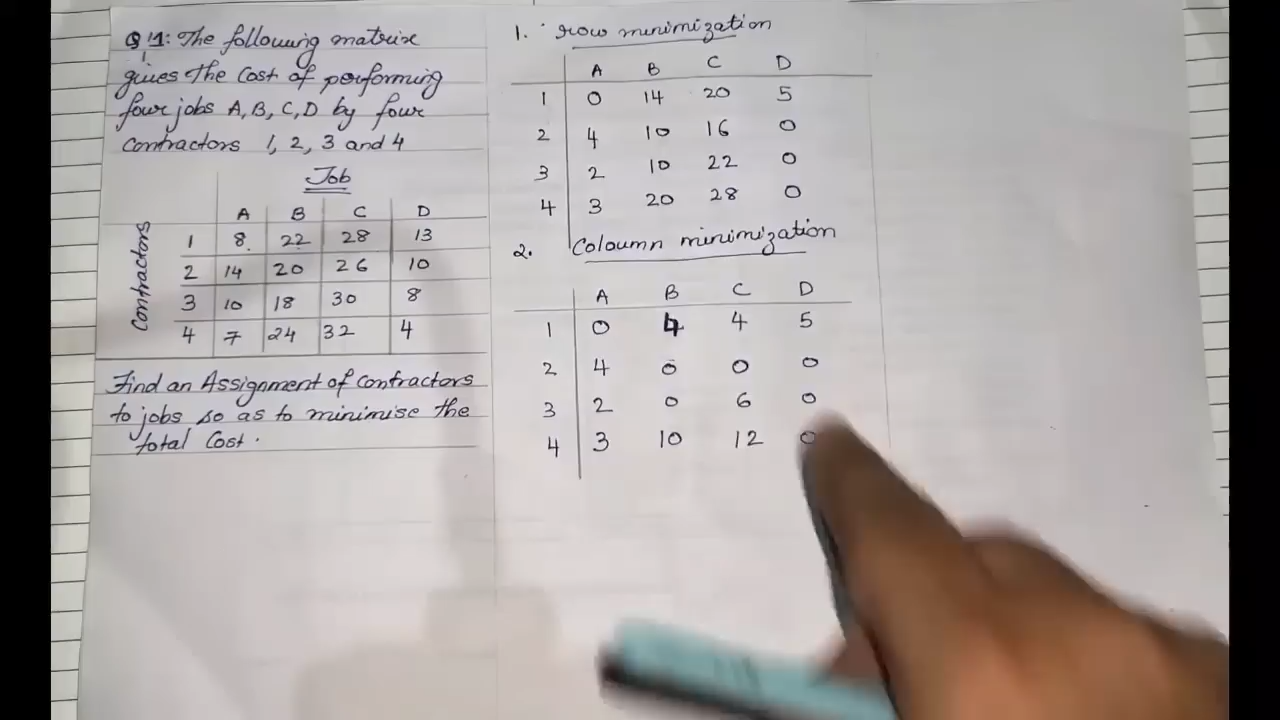 Q1: The following matrix
gives the cost of performing
four jobs A, B, C, D by four
contractors 1, 2, 3 and 4
Job
Contractors
A B C D
1 8 22 28 13
2 14 20 26 10
3 10 18 30 8
4 7 24 32 4
Find an Assignment of contractors
to jobs so as to minimise the
total cost.
1. row minimization
A B C D
1 0 14 20 5
2 4 10 16 0
3 2 10 22 0
4 3 20 28 0
2. Coloumn minimization
A B C D
1 0 4 4 5
2 4 0 0 0
3 2 0 6 0
4 3 10 12 0